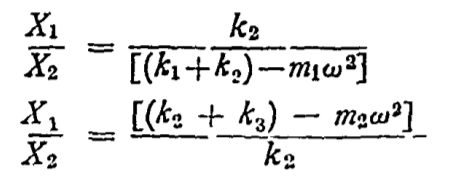 X₁/X₂ = k₂/[(k₁+k₂)−m₁ω²]
X₁/X₂ = [(k₂ + k₃) − m₂ω²]/k₂